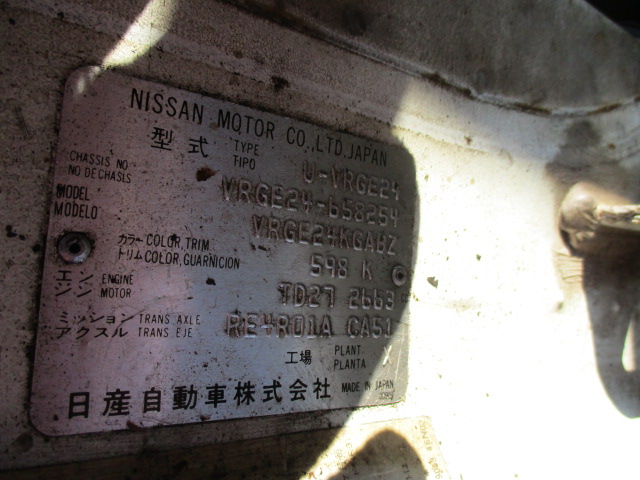 NISSAN MOTOR CO., LTD. JAPAN
型式 TYPE TIPO U-VRGE24
CHASSIS NO. NO DE CHASIS VRGE24-658254
MODEL MODELO VRGE24KGABZ
カラー COLOR, TRIM トリム COLOR, GUARNICION 598 K
エンジン ENGINE MOTOR TD27 2663 CC
ミッション TRANS. AXLE アクスル TRANS. EJE RE4R01A CA51
工場 PLANT PLANTA X
日産自動車株式会社 MADE IN JAPAN